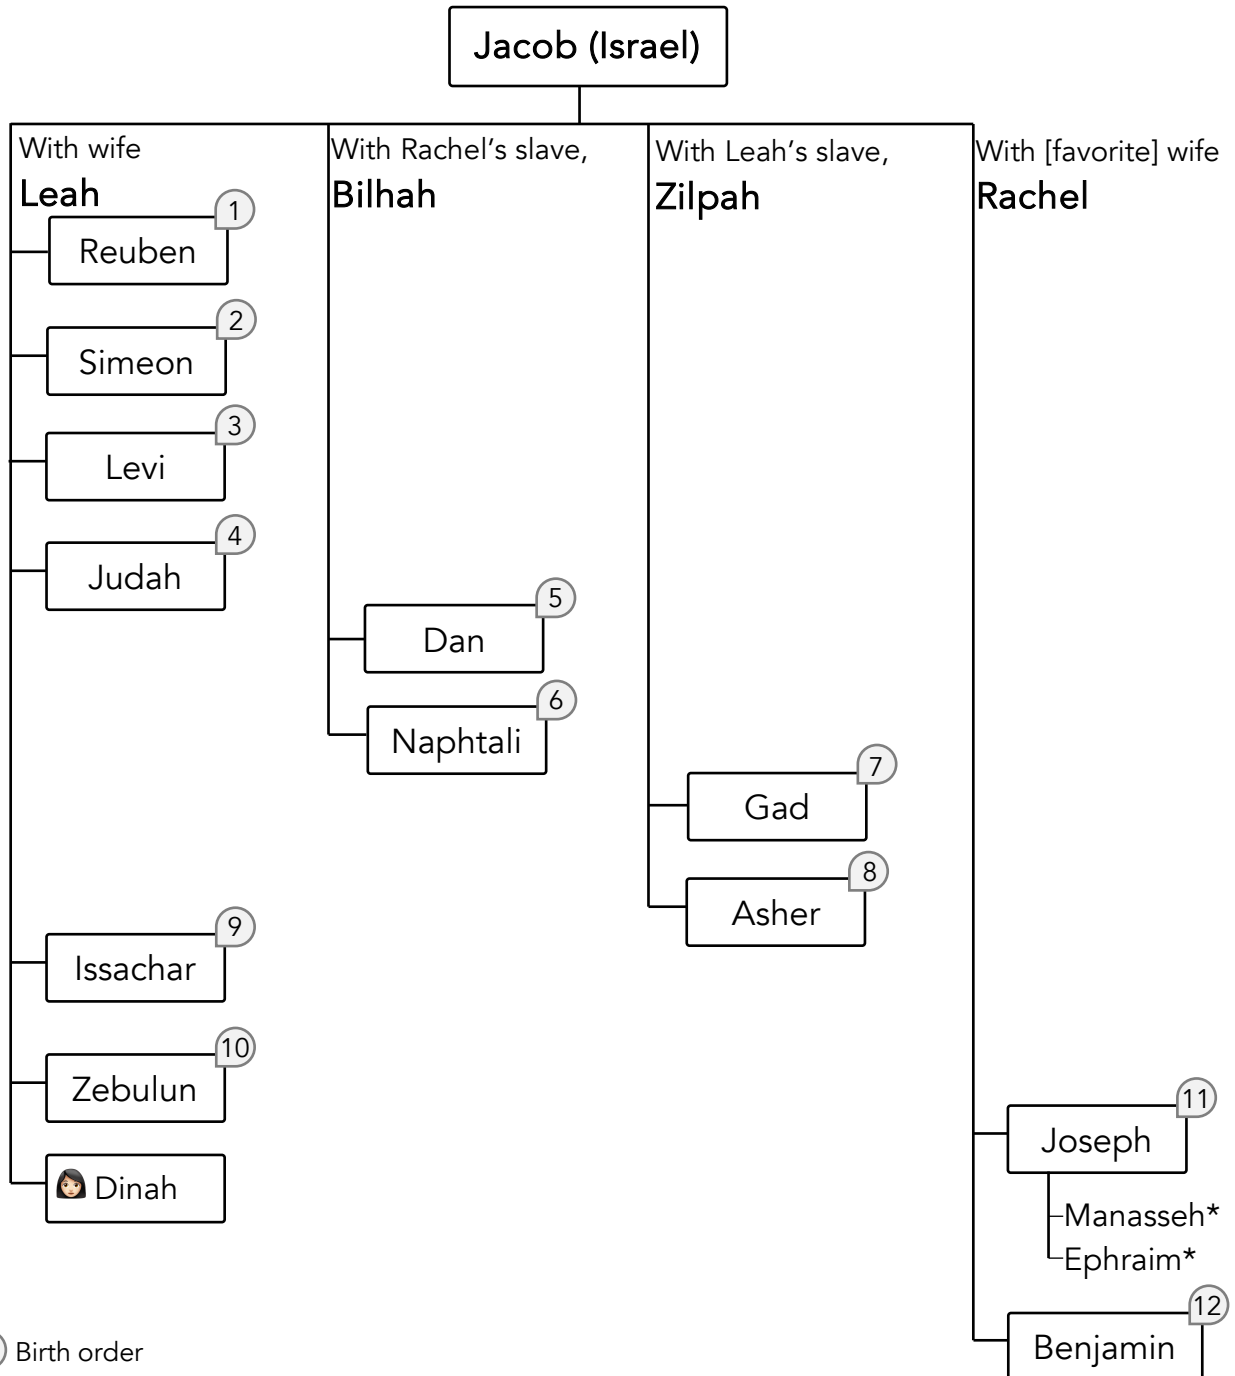 Jacob (Israel)
With wife
Leah
1
Reuben
2
Simeon
3
Levi
4
Judah
9
Issachar
10
Zebulun
Dinah
With Rachel’s slave,
Bilhah
5
Dan
6
Naphtali
With Leah’s slave,
Zilpah
7
Gad
8
Asher
With [favorite] wife
Rachel
11
Joseph
Manasseh*
Ephraim*
12
Benjamin
Birth order